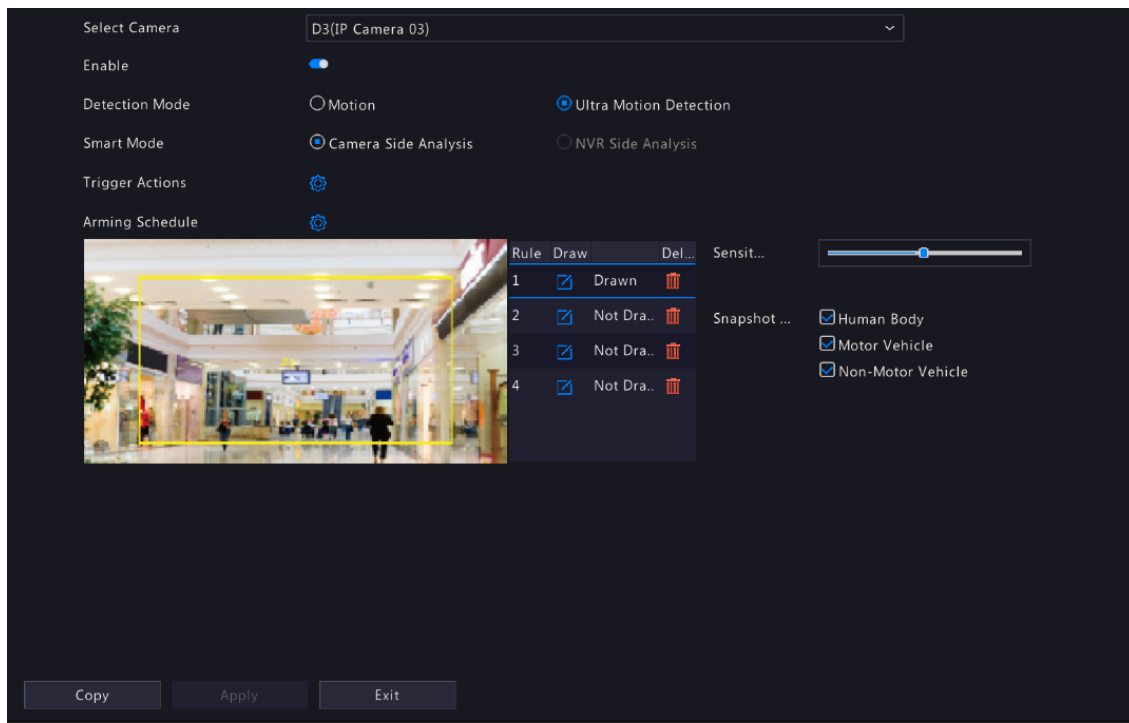 Select Camera D3(IP Camera 03)
Enable
Detection Mode Motion Ultra Motion Detection
Smart Mode Camera Side Analysis NVR Side Analysis
Trigger Actions
Arming Schedule
Rule Draw Del... Sensit...
1 Drawn
2 Not Dra.. Snapshot ... Human Body
Motor Vehicle
3 Not Dra..
Non-Motor Vehicle
4 Not Dra..
Copy Apply Exit